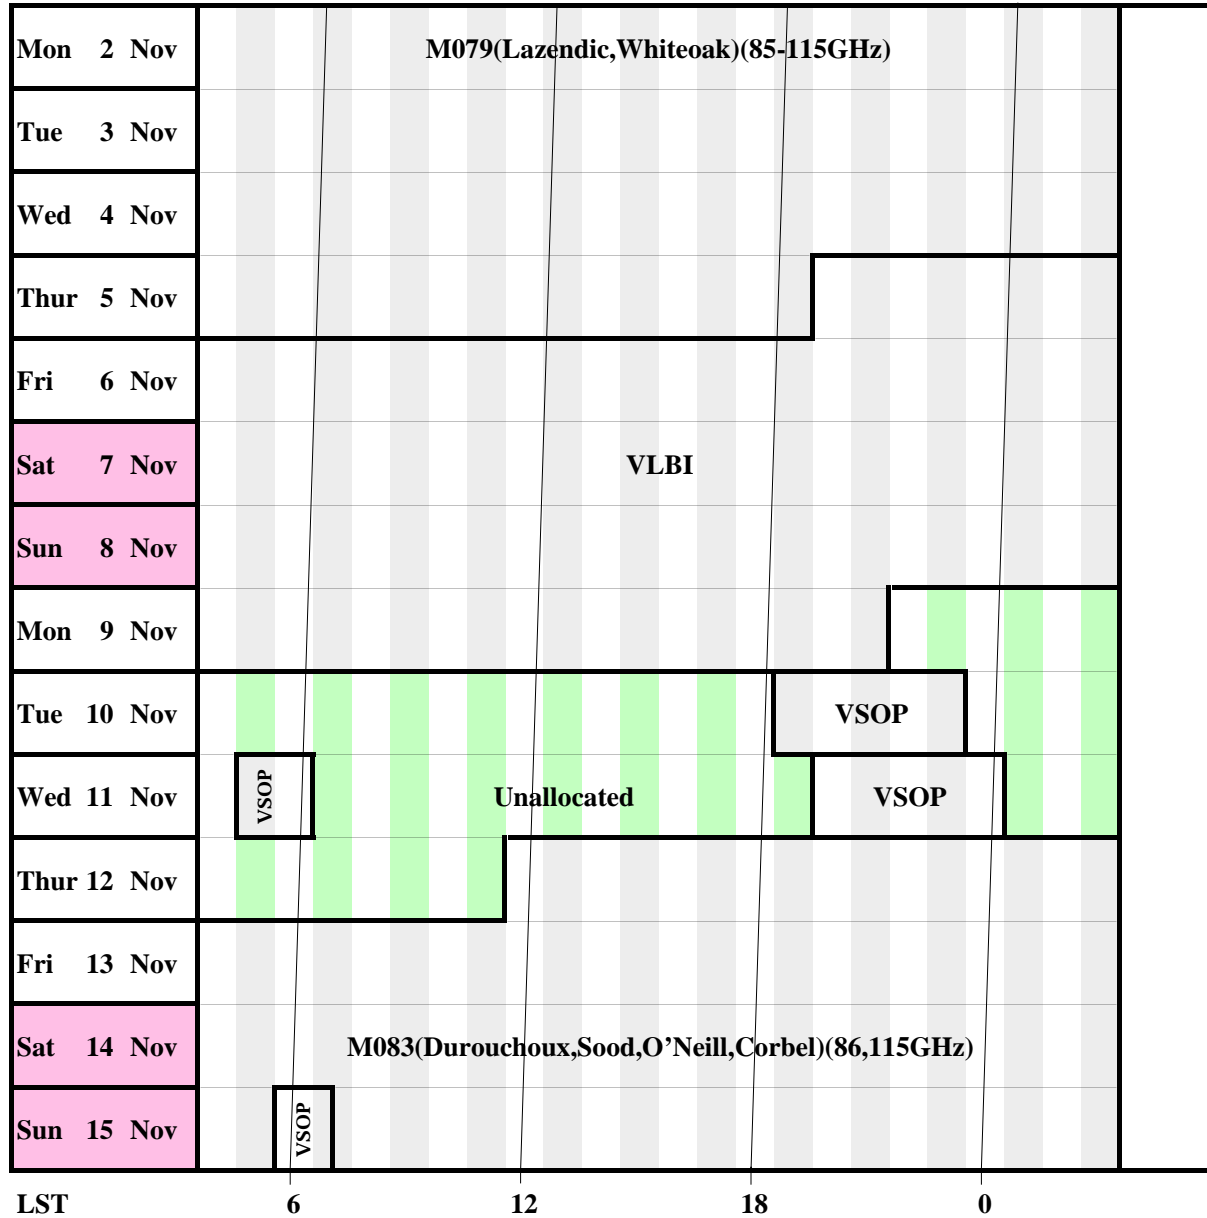 Mon 2 Nov M079(Lazendic,Whiteoak)(85-115GHz)
Tue 3 Nov
Wed 4 Nov
Thur 5 Nov
Fri 6 Nov
Sat 7 Nov VLBI
Sun 8 Nov
Mon 9 Nov
Tue 10 Nov VSOP
Wed 11 Nov VSOP Unallocated VSOP
Thur 12 Nov
Fri 13 Nov
Sat 14 Nov M083(Durouchoux,Sood,O’Neill,Corbel)(86,115GHz)
Sun 15 Nov VSOP
LST 6 12 18 0